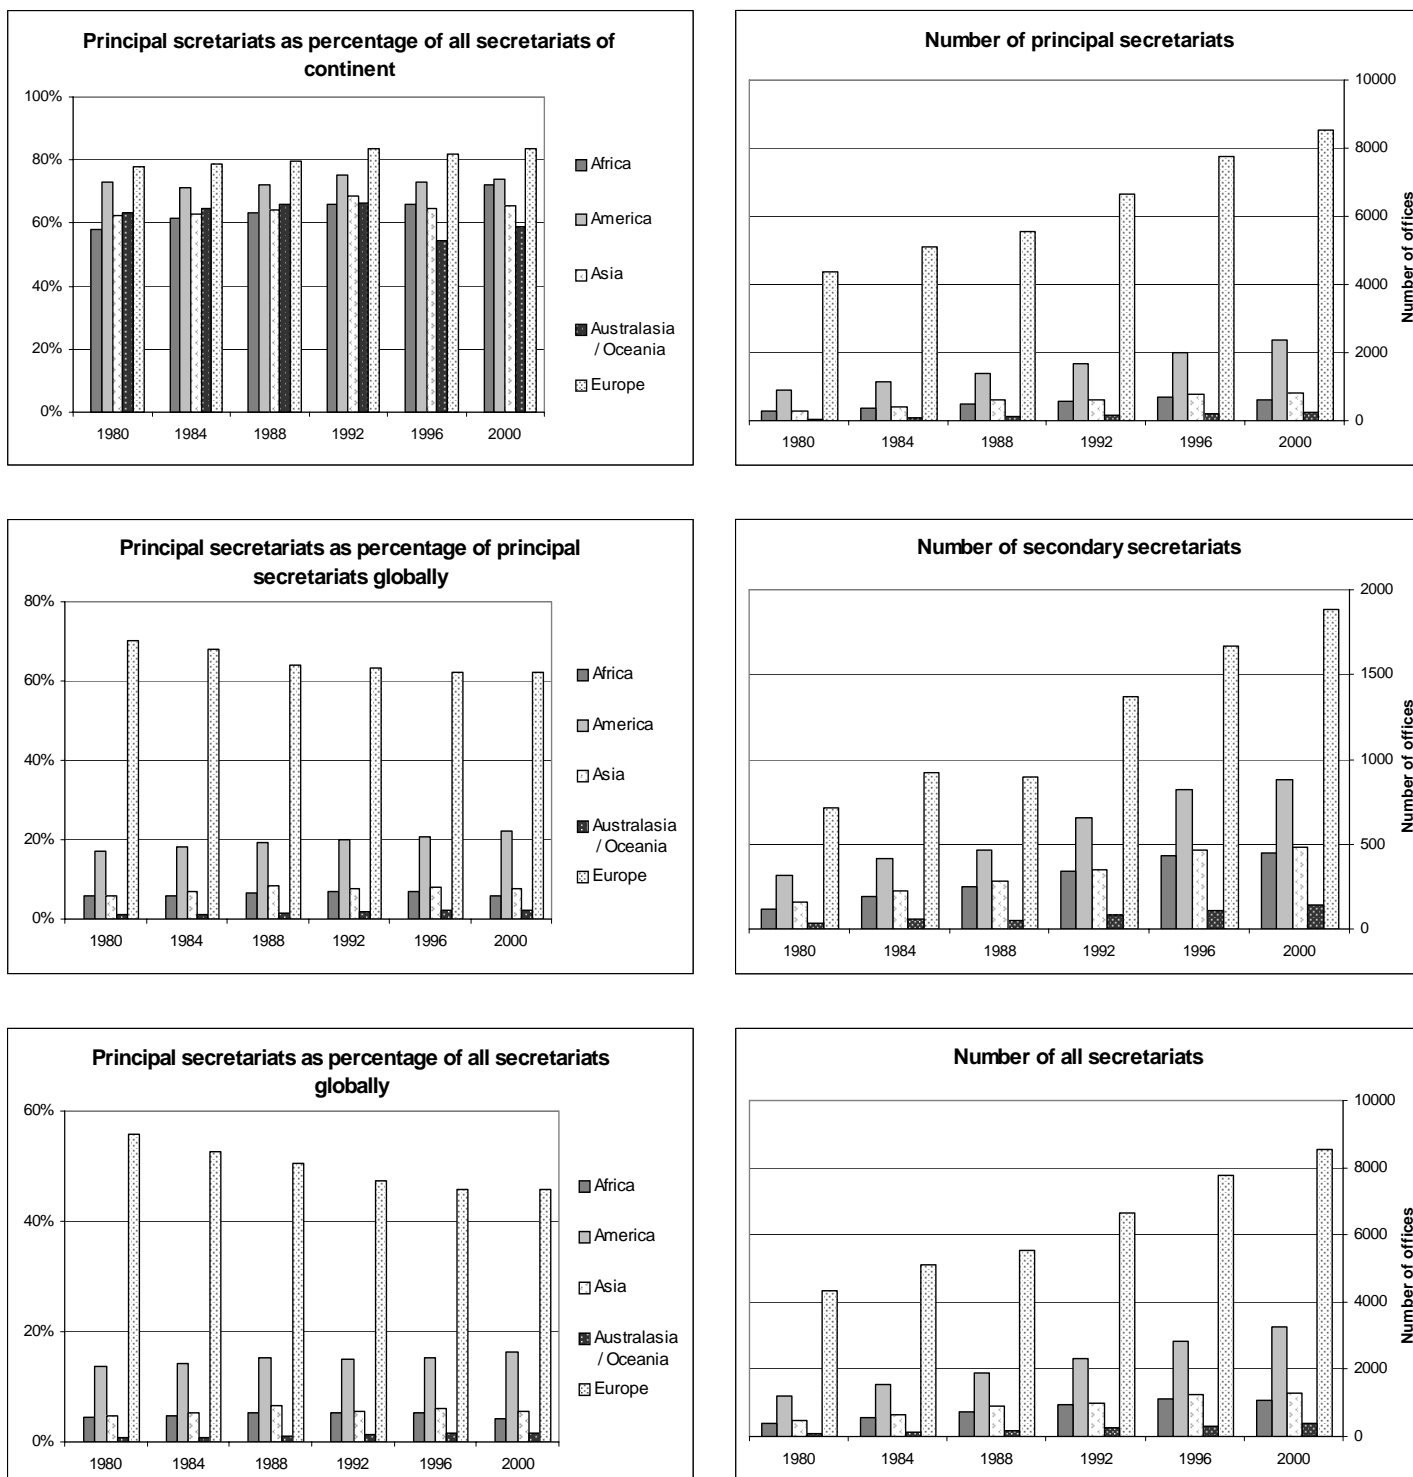 Principal scretariats as percentage of all secretariats of
continent
100%
80%
60%
40%
20%
0%
1980 1984 1988 1992 1996 2000
Africa
America
Asia
Australasia
/ Oceania
Europe
Number of principal secretariats
10000
8000
6000
4000
2000
0
Number of offices
1980 1984 1988 1992 1996 2000
Principal secretariats as percentage of principal
secretariats globally
80%
60%
40%
20%
0%
1980 1984 1988 1992 1996 2000
Africa
America
Asia
Australasia
/ Oceania
Europe
Number of secondary secretariats
2000
1500
1000
500
0
Number of offices
1980 1984 1988 1992 1996 2000
Principal secretariats as percentage of all secretariats
globally
60%
40%
20%
0%
1980 1984 1988 1992 1996 2000
Africa
America
Asia
Australasia
/ Oceania
Europe
Number of all secretariats
10000
8000
6000
4000
2000
0
Number of offices
1980 1984 1988 1992 1996 2000